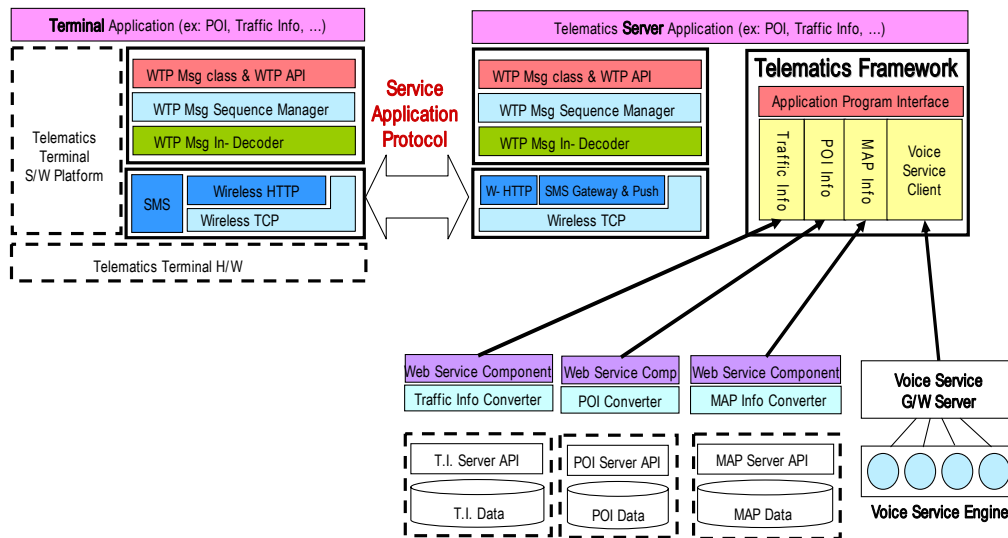 Terminal Application (ex: POI, Traffic Info, ...)
Telematics Server Application (ex: POI, Traffic Info, ...)
Telematics
Terminal
S/W Platform
WTP Msg class & WTP API
WTP Msg Sequence Manager
WTP Msg In- Decoder
SMS
Wireless HTTP
Wireless TCP
Telematics Terminal H/W
Service
Application
Protocol
WTP Msg class & WTP API
WTP Msg Sequence Manager
WTP Msg In- Decoder
W- HTTP
SMS Gateway & Push
Wireless TCP
Telematics Framework
Application Program Interface
Traffic Info
POI Info
MAP Info
Voice
Service
Client
Web Service Component
Traffic Info Converter
Web Service Comp
POI Converter
Web Service Component
MAP Info Converter
Voice Service
G/W Server
T.I. Server API
T.I. Data
POI Server API
POI Data
MAP Server API
MAP Data
Voice Service Engine